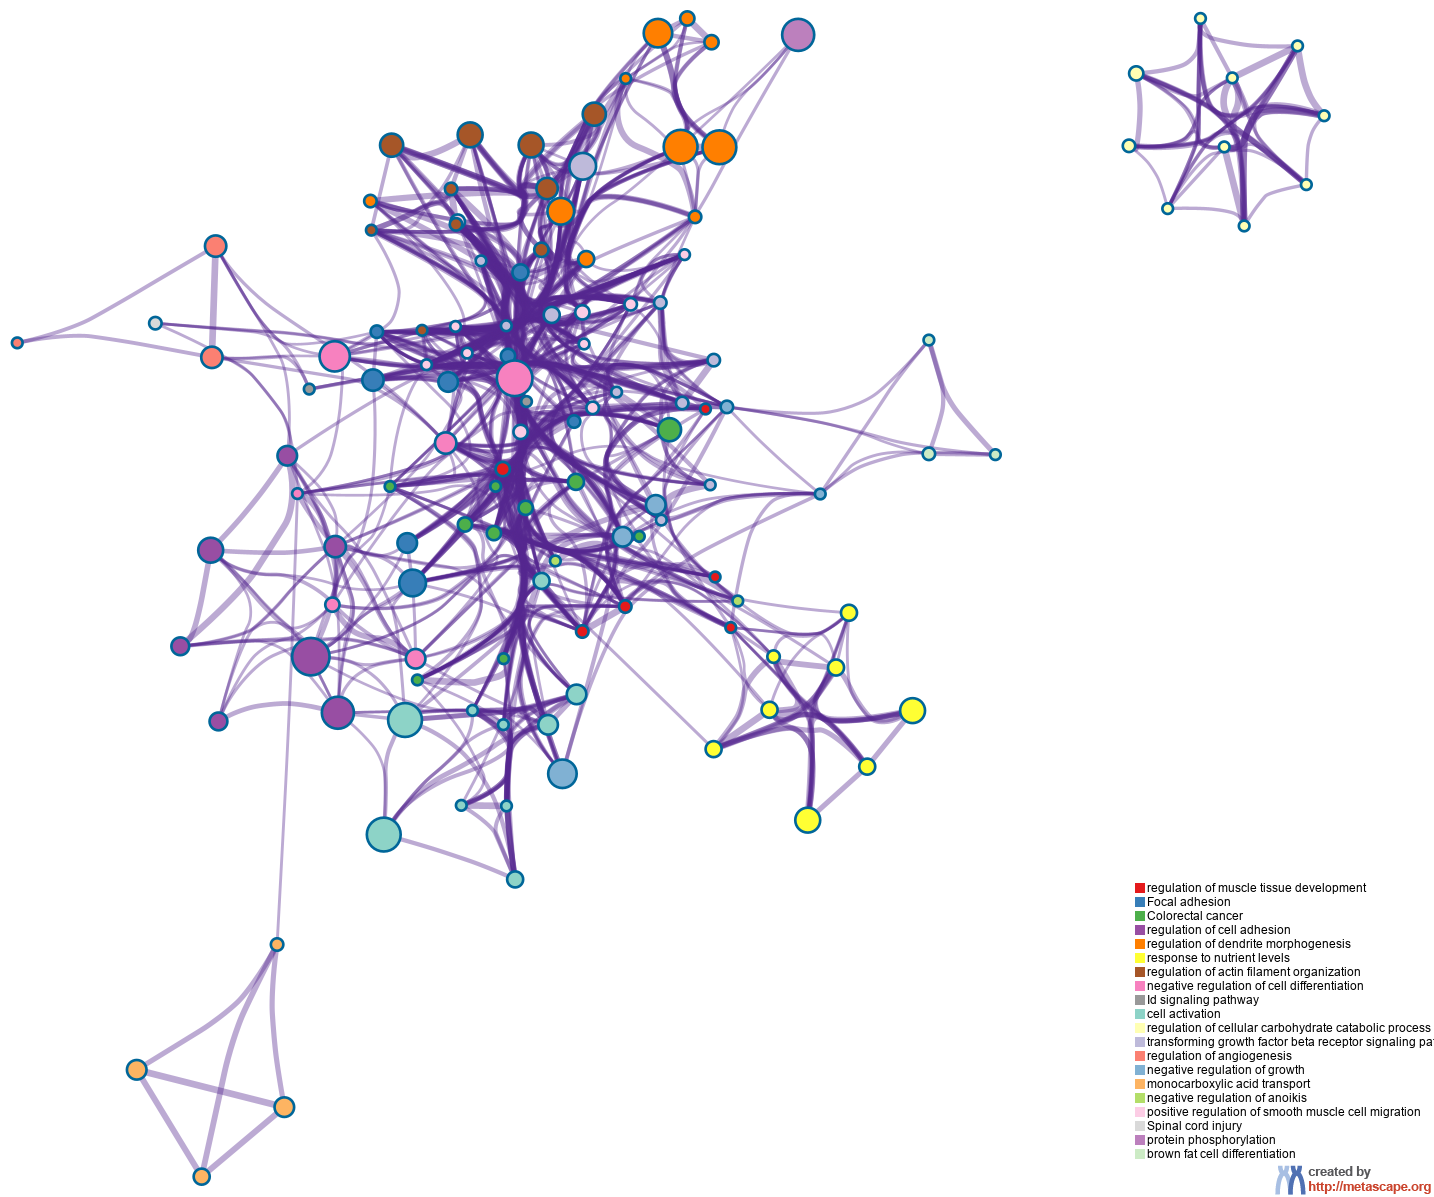 regulation of muscle tissue development
Focal adhesion
Colorectal cancer
regulation of cell adhesion
regulation of dendrite morphogenesis
response to nutrient levels
regulation of actin filament organization
negative regulation of cell differentiation
Id signaling pathway
cell activation
regulation of cellular carbohydrate catabolic process
transforming growth factor beta receptor signaling pat
regulation of angiogenesis
negative regulation of growth
monocarboxylic acid transport
negative regulation of anoikis
positive regulation of smooth muscle cell migration
Spinal cord injury
protein phosphorylation
brown fat cell differentiation
created by
http://metascape.org